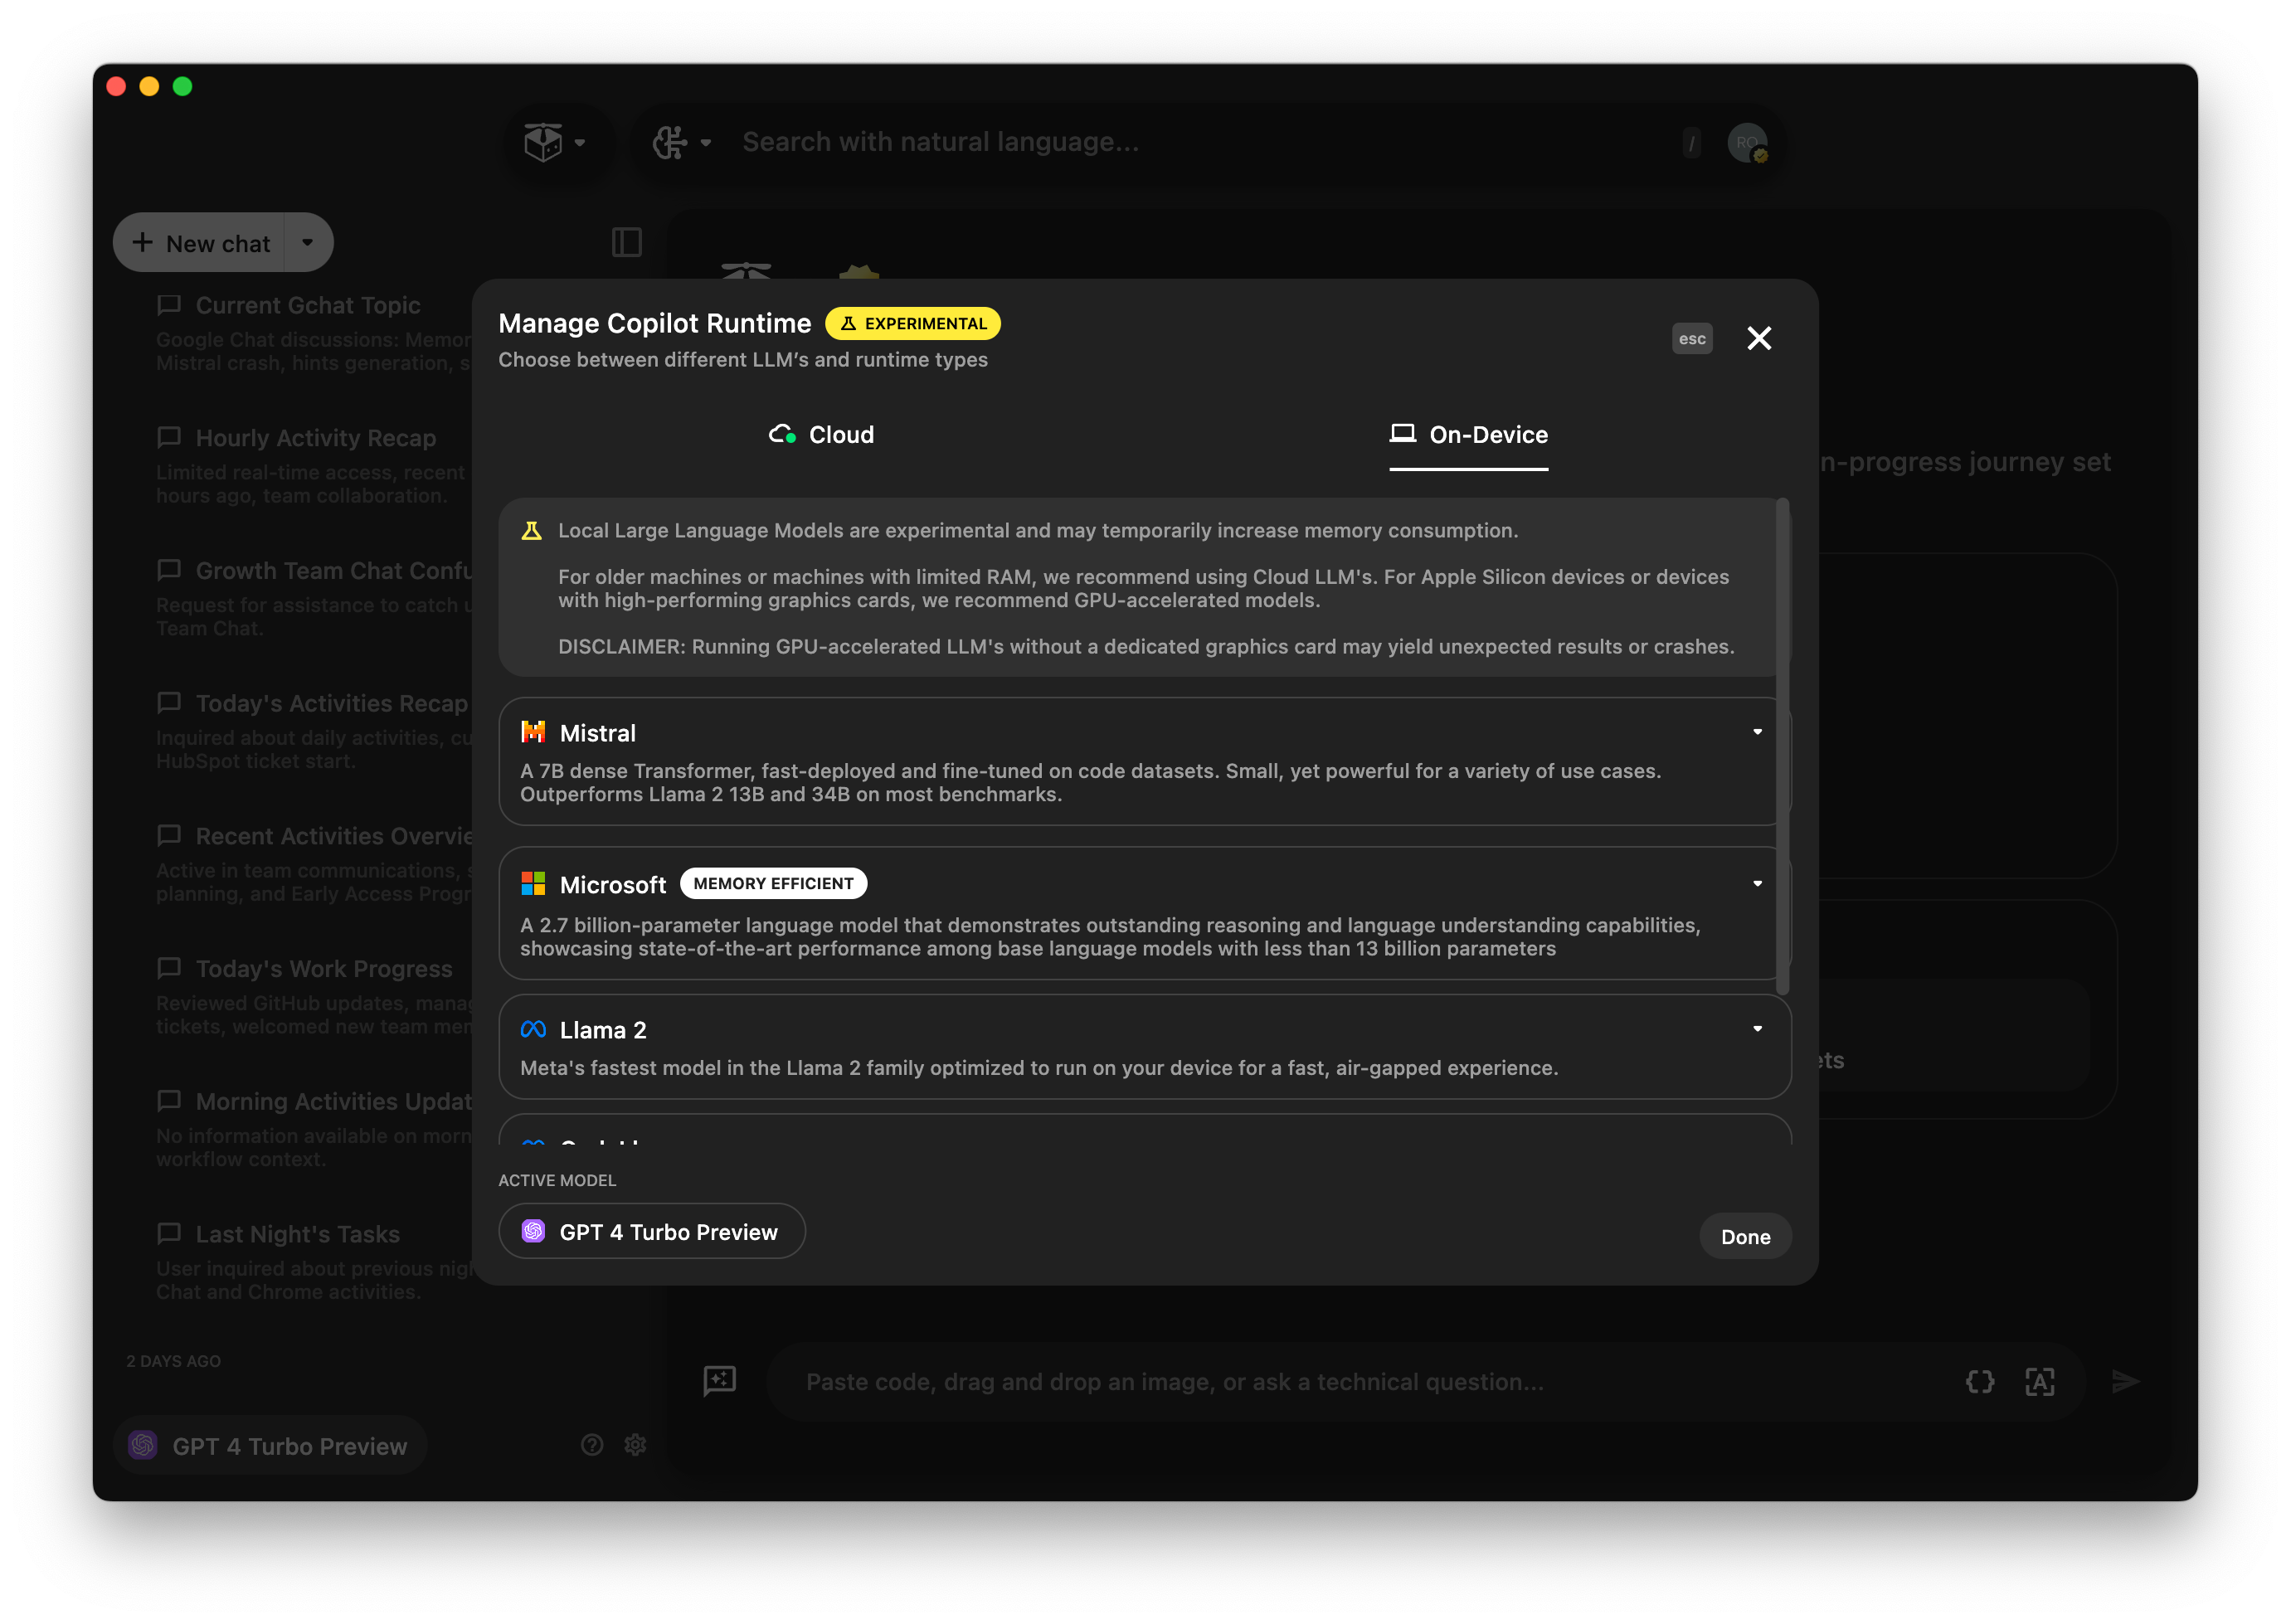 Search with natural language...
/
RO
New chat
Current Gchat Topic
Google Chat discussions: Memor
Mistral crash, hints generation, s
Hourly Activity Recap
Limited real-time access, recent
hours ago, team collaboration.
Growth Team Chat Confu
Request for assistance to catch u
Team Chat.
Today's Activities Recap
Inquired about daily activities, cu
HubSpot ticket start.
Recent Activities Overvie
Active in team communications, s
planning, and Early Access Progr
Today's Work Progress
Reviewed GitHub updates, manag
tickets, welcomed new team mem
Morning Activities Updat
No information available on morn
workflow context.
Last Night's Tasks
User inquired about previous nigh
Chat and Chrome activities.
2 DAYS AGO
GPT 4 Turbo Preview
Manage Copilot Runtime EXPERIMENTAL
Choose between different LLM’s and runtime types
esc
Cloud
On-Device
Local Large Language Models are experimental and may temporarily increase memory consumption.
For older machines or machines with limited RAM, we recommend using Cloud LLM's. For Apple Silicon devices or devices
with high-performing graphics cards, we recommend GPU-accelerated models.
DISCLAIMER: Running GPU-accelerated LLM's without a dedicated graphics card may yield unexpected results or crashes.
Mistral
A 7B dense Transformer, fast-deployed and fine-tuned on code datasets. Small, yet powerful for a variety of use cases.
Outperforms Llama 2 13B and 34B on most benchmarks.
Microsoft MEMORY EFFICIENT
A 2.7 billion-parameter language model that demonstrates outstanding reasoning and language understanding capabilities,
showcasing state-of-the-art performance among base language models with less than 13 billion parameters
Llama 2
Meta's fastest model in the Llama 2 family optimized to run on your device for a fast, air-gapped experience.
ACTIVE MODEL
GPT 4 Turbo Preview
Done
n-progress journey set
ets
Paste code, drag and drop an image, or ask a technical question...